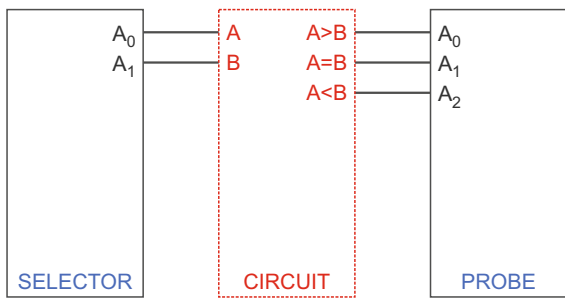 A₀ A A>B A₀
A₁ B A=B A₁
A<B A₂
SELECTOR CIRCUIT PROBE